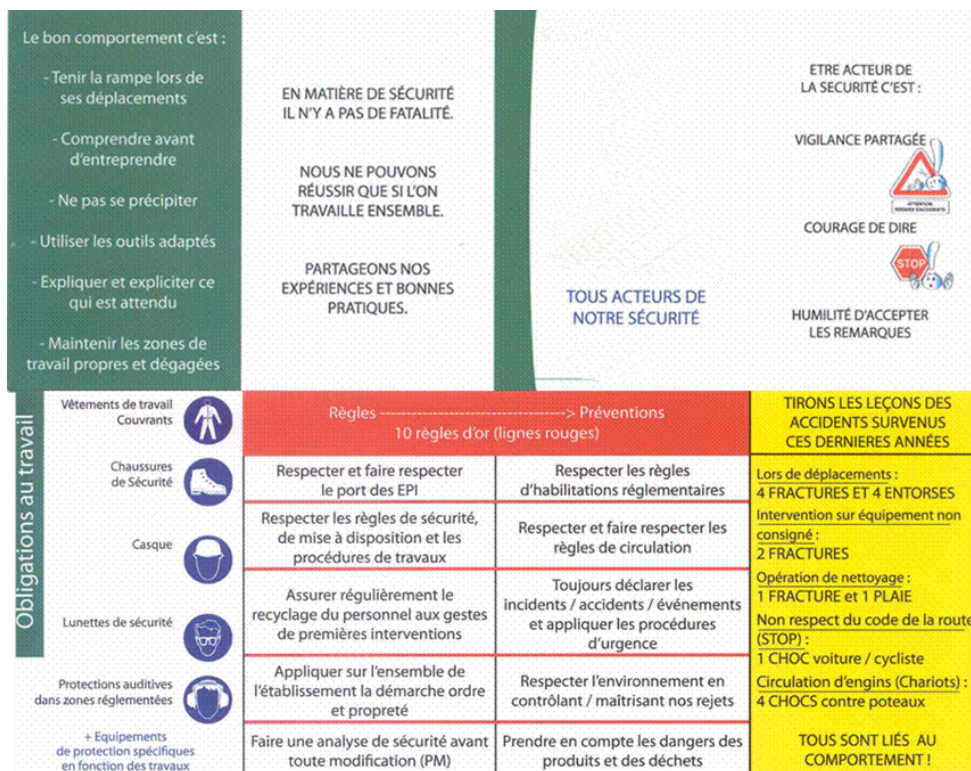 Le bon comportement c'est :
- Tenir la rampe lors de
ses déplacements
- Comprendre avant
d'entreprendre
- Ne pas se précipiter
- Utiliser les outils adaptés
- Expliquer et expliciter ce
qui est attendu
- Maintenir les zones de
travail propres et dégagées
EN MATIÈRE DE SÉCURITÉ
IL N'Y A PAS DE FATALITÉ.
NOUS NE POUVONS
RÉUSSIR QUE SI L'ON
TRAVAILLE ENSEMBLE.
PARTAGEONS NOS
EXPÉRIENCES ET BONNES
PRATIQUES.
TOUS ACTEURS DE
NOTRE SÉCURITÉ
ETRE ACTEUR DE
LA SECURITÉ C'EST :
VIGILANCE PARTAGÉE
ATTENTION
COURAGE DE DIRE
STOP
HUMILITÉ D'ACCEPTER
LES REMARQUES
Obligations au travail
Vêtements de travail
Couvrants
Chaussures
de Sécurité
Casque
Lunettes de sécurité
Protections auditives
dans zones réglementées
+ Equipements
de protection spécifiques
en fonction des travaux
Règles ----------------------------> Préventions
10 règles d'or (lignes rouges)
Respecter et faire respecter
le port des EPI
Respecter les règles
d'habilitations réglementaires
Respecter les règles de sécurité,
de mise à disposition et les
procédures de travaux
Respecter et faire respecter les
règles de circulation
Assurer régulièrement le
recyclage du personnel aux gestes
de premières interventions
Toujours déclarer les
incidents / accidents / événements
et appliquer les procédures
d'urgence
Appliquer sur l'ensemble de
l'établissement la démarche ordre
et propreté
Respecter l'environnement en
contrôlant / maîtrisant nos rejets
Faire une analyse de sécurité avant
toute modification (PM)
Prendre en compte les dangers des
produits et des déchets
TIRONS LES LEÇONS DES
ACCIDENTS SURVENUS
CES DERNIERES ANNÉES
Lors de déplacements :
4 FRACTURES ET 4 ENTORSES
Intervention sur équipement non
consigné :
2 FRACTURES
Opération de nettoyage :
1 FRACTURE et 1 PLAIE
Non respect du code de la route
(STOP) :
1 CHOC voiture / cycliste
Circulation d'engins (Chariots) :
4 CHOCS contre poteaux
TOUS SONT LIÉS AU
COMPORTEMENT !